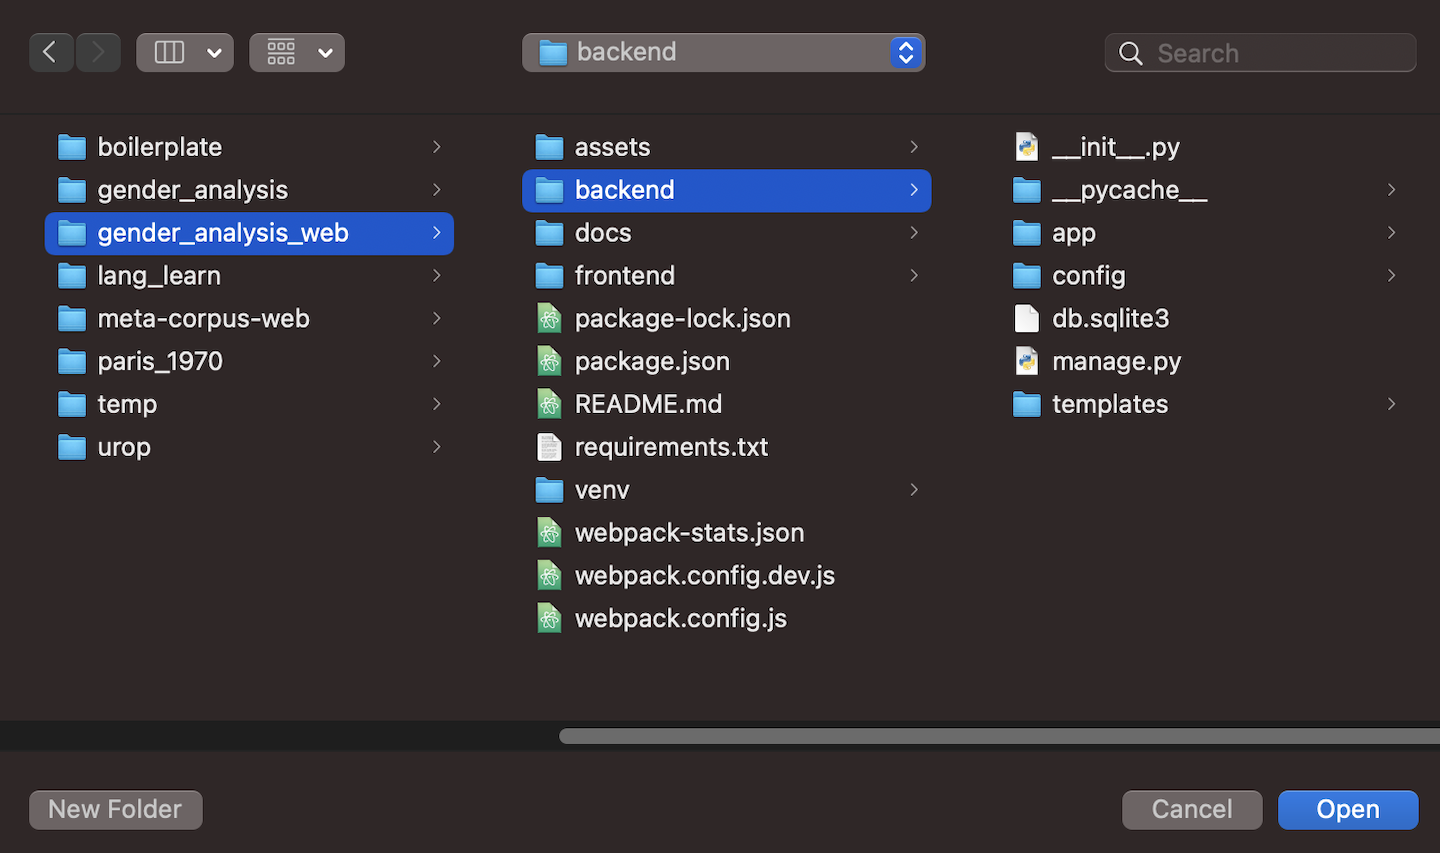 backend
Search
boilerplate
gender_analysis
gender_analysis_web
lang_learn
meta-corpus-web
paris_1970
temp
urop
assets
backend
docs
frontend
package-lock.json
package.json
README.md
requirements.txt
venv
webpack-stats.json
webpack.config.dev.js
webpack.config.js
__init__.py
__pycache__
app
config
db.sqlite3
manage.py
templates
New Folder
Cancel
Open